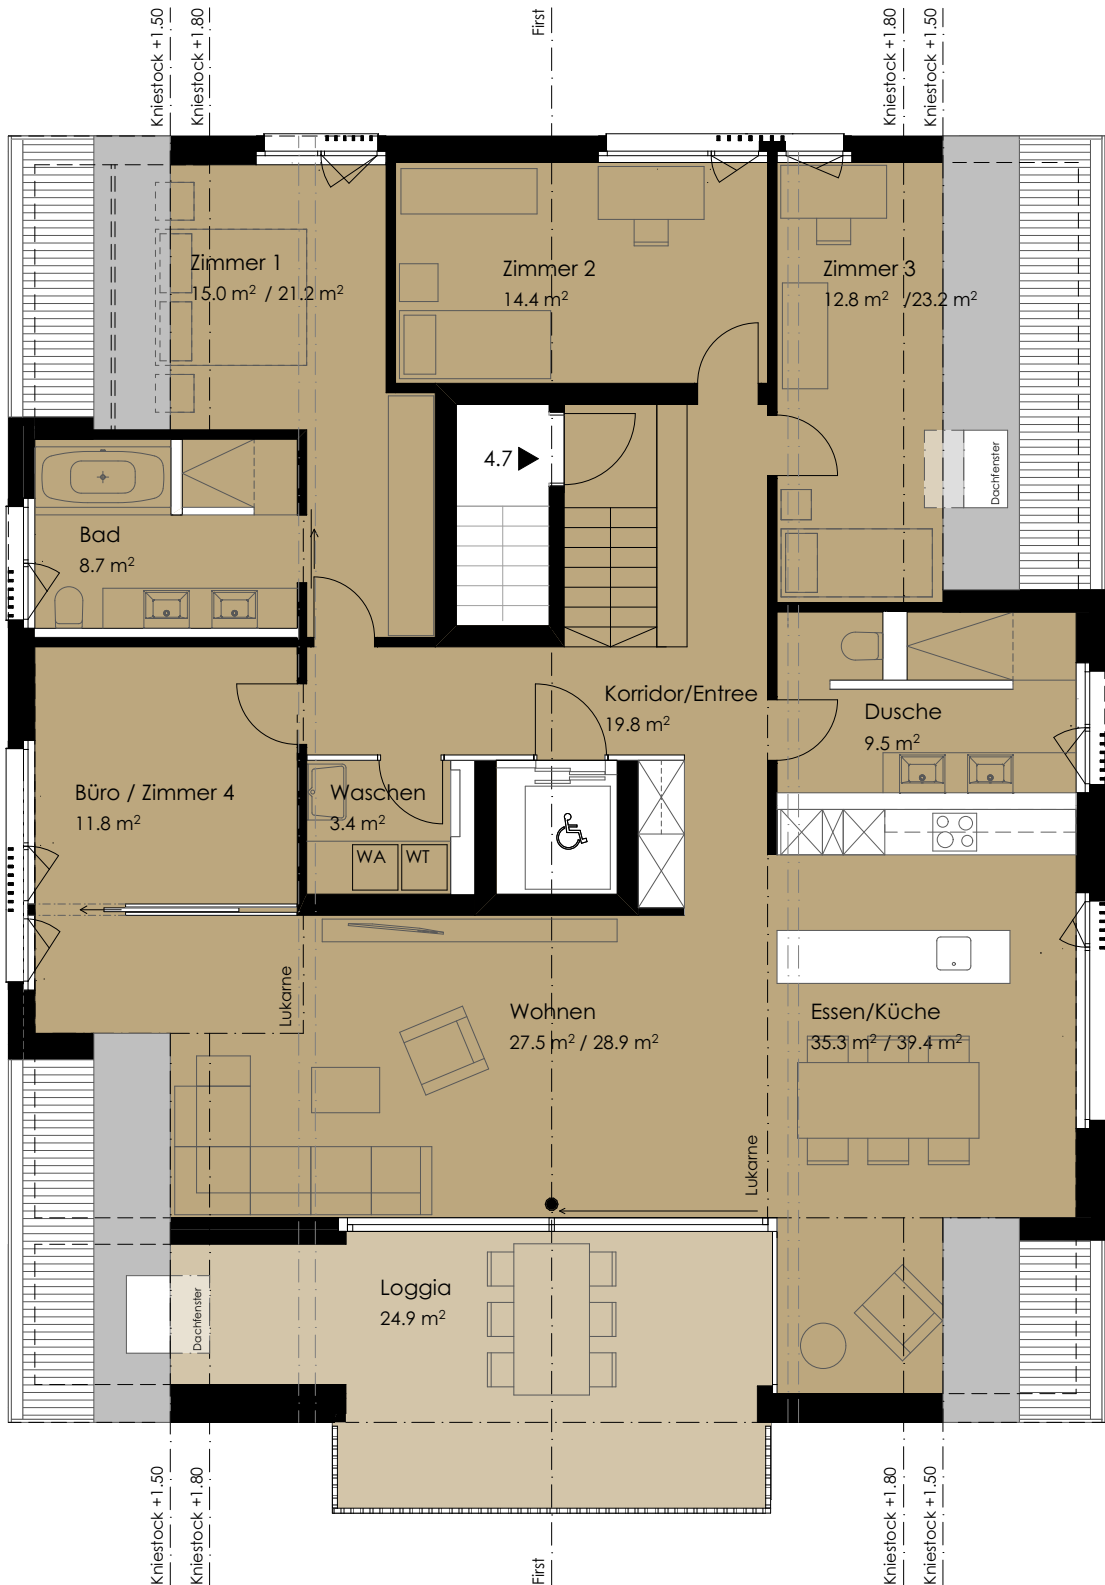 Kniestock +1.50
Kniestock +1.80
First
Kniestock +1.80
Kniestock +1.50
Zimmer 1
15.0 m² / 21.2 m²
Zimmer 2
14.4 m²
Zimmer 3
12.8 m² /23.2 m²
4.7
Dachfenster
Bad
8.7 m²
Korridor/Entree
19.8 m²
Dusche
9.5 m²
Büro / Zimmer 4
11.8 m²
Waschen
3.4 m²
WA
WT
Lukarne
Wohnen
27.5 m² / 28.9 m²
Essen/Küche
35.3 m² / 39.4 m²
Lukarne
Loggia
24.9 m²
Dachfenster
Kniestock +1.50
Kniestock +1.80
First
Kniestock +1.80
Kniestock +1.50